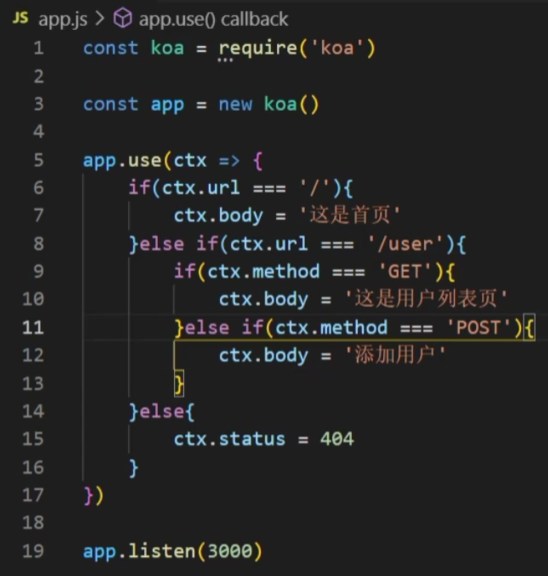 JS app.js > app.use() callback
1 const koa = require('koa')
2
3 const app = new koa()
4
5 app.use(ctx => {
6 if(ctx.url === '/'){
7 ctx.body = '这是首页'
8 }else if(ctx.url === '/user'){
9 if(ctx.method === 'GET'){
10 ctx.body = '这是用户列表页'
11 }else if(ctx.method === 'POST'){
12 ctx.body = '添加用户'
13 }
14 }else{
15 ctx.status = 404
16 }
17 })
18
19 app.listen(3000)